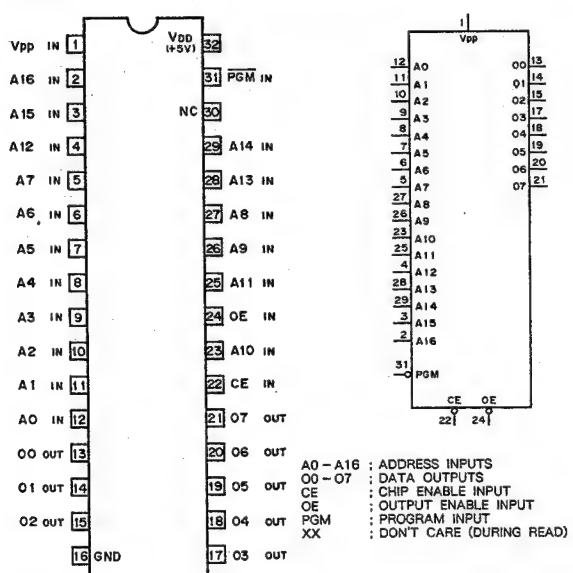 VPP IN 1
A16 IN 2
A15 IN 3
A12 IN 4
A7 IN 5
A6 IN 6
A5 IN 7
A4 IN 8
A3 IN 9
A2 IN 10
A1 IN 11
A0 IN 12
O0 OUT 13
O1 OUT 14
O2 OUT 15
16 GND
VDD 32
(+5V)
31 PGM IN
NC 30
29 A14 IN
28 A13 IN
27 A8 IN
26 A9 IN
25 A11 IN
24 OE IN
23 A10 IN
22 CE IN
21 O7 OUT
20 O6 OUT
19 O5 OUT
18 O4 OUT
17 O3 OUT
1
VPP
12 A0
11 A1
10 A2
9 A3
8 A4
7 A5
6 A6
5 A7
27 A8
26 A9
23 A10
25 A11
4 A12
28 A13
29 A14
3 A15
2 A16
31 PGM
O0 13
O1 14
O2 15
O3 17
O4 18
O5 19
O6 20
O7 21
CE OE
22 24
A0 - A16 : ADDRESS INPUTS
O0 - O7 : DATA OUTPUTS
CE : CHIP ENABLE INPUT
OE : OUTPUT ENABLE INPUT
PGM : PROGRAM INPUT
XX : DON'T CARE (DURING READ)